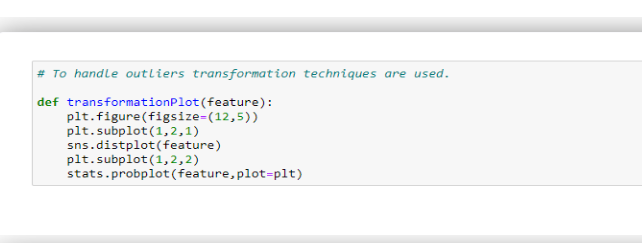 # To handle outliers transformation techniques are used.
def transformationPlot(feature):
    plt.figure(figsize=(12,5))
    plt.subplot(1,2,1)
    sns.distplot(feature)
    plt.subplot(1,2,2)
    stats.probplot(feature,plot=plt)